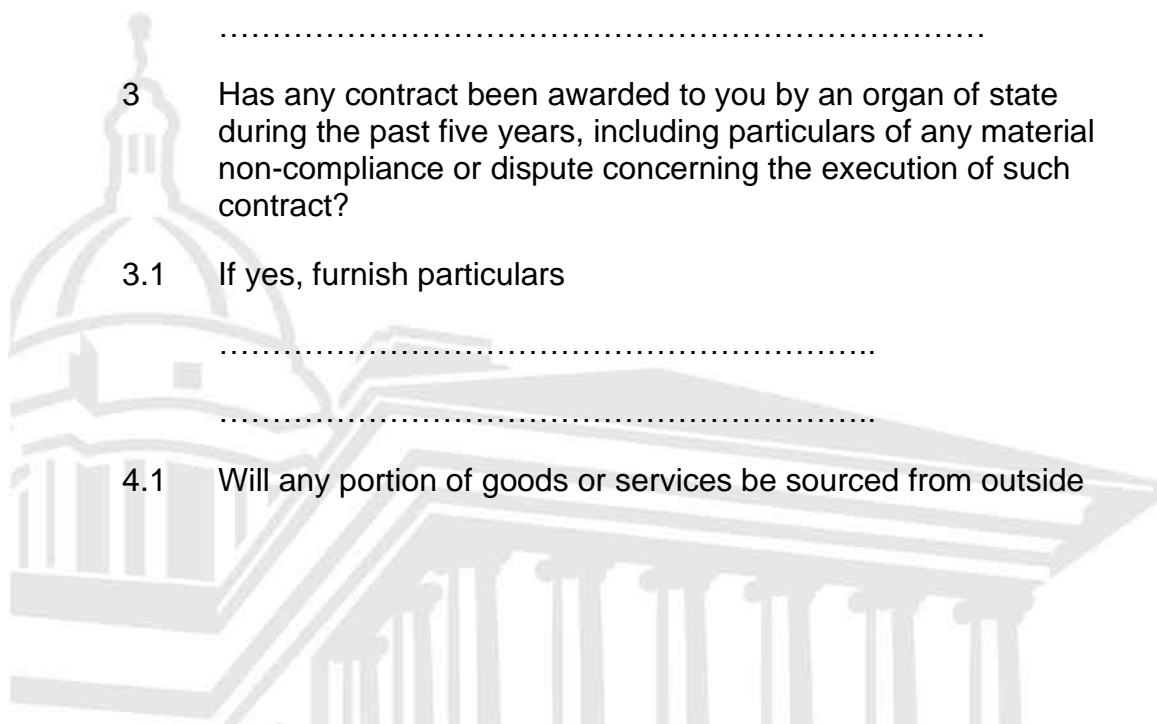 ………………………………………………………………
3 Has any contract been awarded to you by an organ of state
during the past five years, including particulars of any material
non-compliance or dispute concerning the execution of such
contract?
3.1 If yes, furnish particulars
……………………………………………………..
……………………………………………………..
4.1 Will any portion of goods or services be sourced from outside